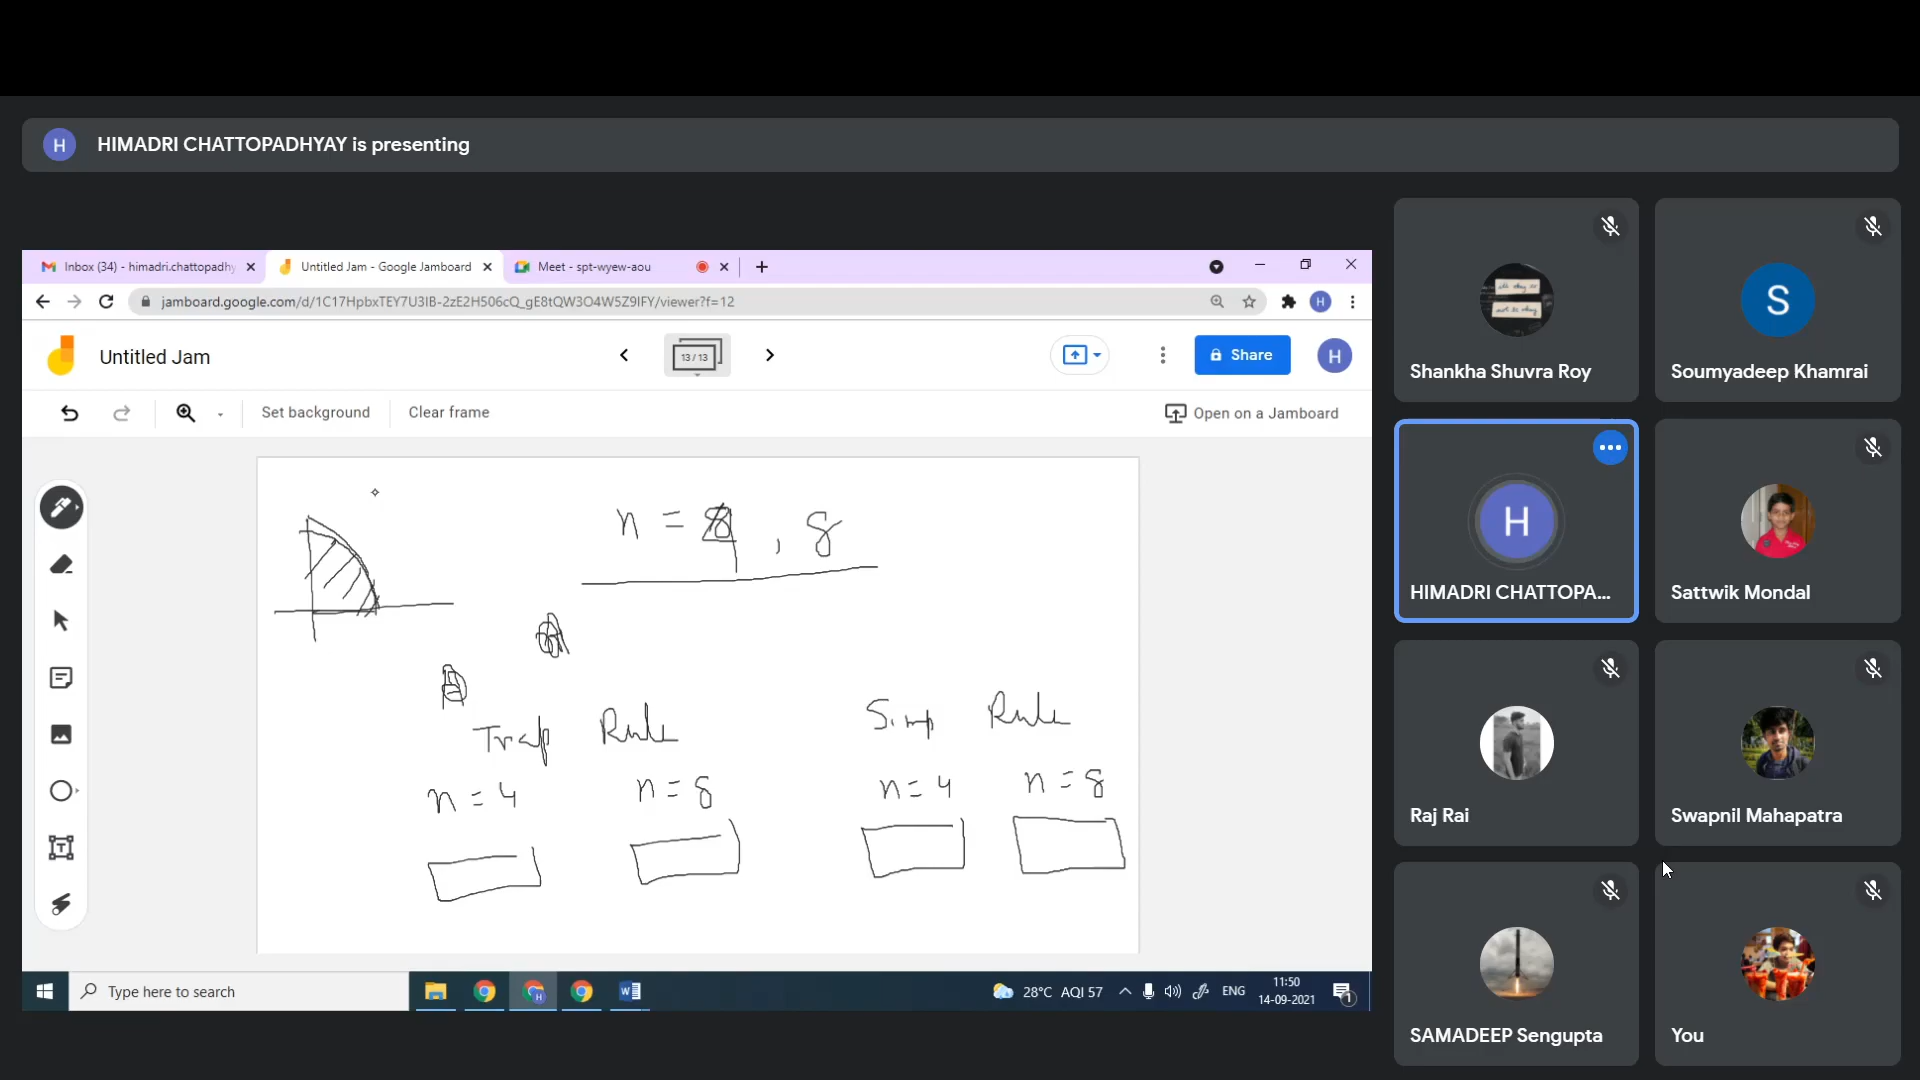 H HIMADRI CHATTOPADHYAY is presenting
Inbox (34) - himadri.chattopadhy
Untitled Jam - Google Jamboard
Meet - spt-wyew-aou
jamboard.google.com/d/1C17HpbxTEY7U3IB-2zE2H506cQ_gE8tQW3O4W5Z9IFY/viewer?f=12
H
Untitled Jam
13 / 13
Share
H
Set background
Clear frame
Open on a Jamboard
n = 4, 8
Trap Rule
Simp Rule
n = 4
n = 8
n = 4
n = 8
Type here to search
28°C AQI 57
ENG
11:50
14-09-2021
1
Shankha Shuvra Roy
S
Soumyadeep Khamrai
H
HIMADRI CHATTOPA...
Sattwik Mondal
Raj Rai
Swapnil Mahapatra
SAMADEEP Sengupta
You